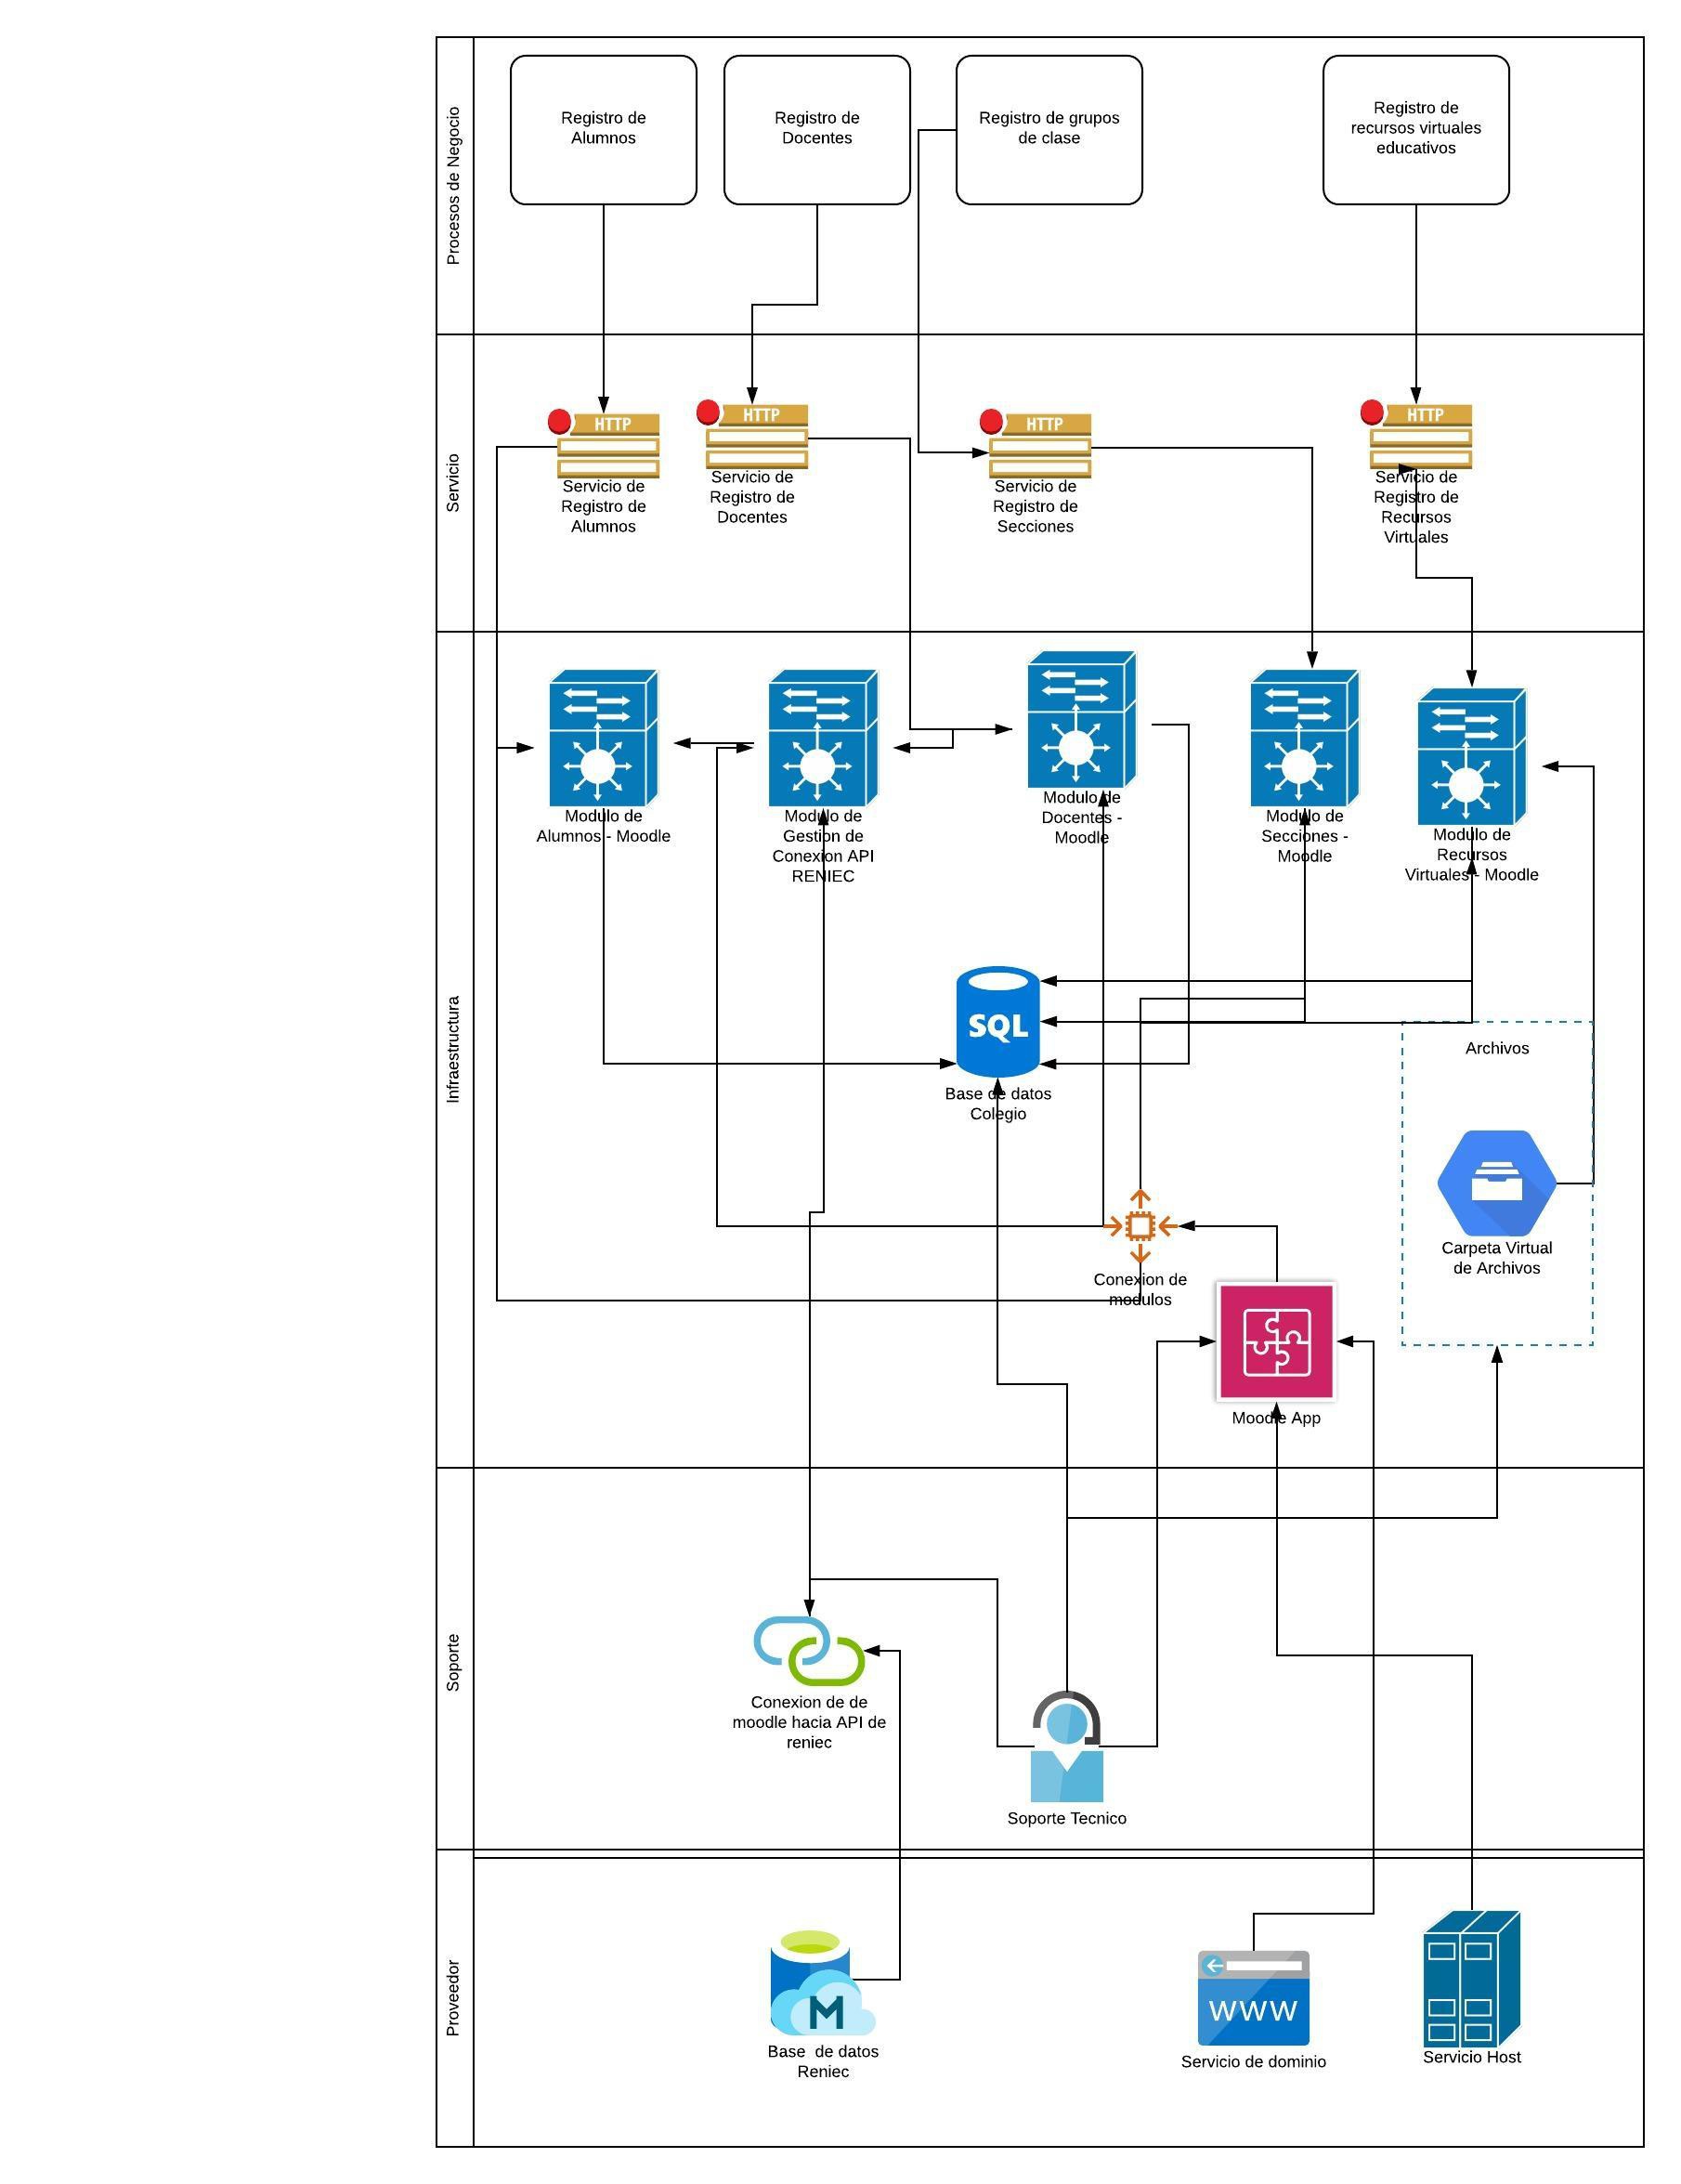 Procesos de Negocio
Registro de
Alumnos
Registro de
Docentes
Registro de grupos
de clase
Registro de
recursos virtuales
educativos
Servicio
HTTP
Servicio de
Registro de
Alumnos
HTTP
Servicio de
Registro de
Docentes
HTTP
Servicio de
Registro de
Secciones
HTTP
Servicio de
Registro de
Recursos
Virtuales
Infraestructura
Modulo de
Alumnos - Moodle
Modulo de
Gestion de
Conexion API
RENIEC
Modulo de
Docentes -
Moodle
Modulo de
Secciones -
Moodle
Modulo de
Recursos
Virtuales - Moodle
SQL
Base de datos
Colegio
Archivos
Carpeta Virtual
de Archivos
Conexion de
modulos
Moodle App
Soporte
Conexion de de
moodle hacia API de
reniec
Soporte Tecnico
Proveedor
M
Base  de datos
Reniec
WWW
Servicio de dominio
Servicio Host